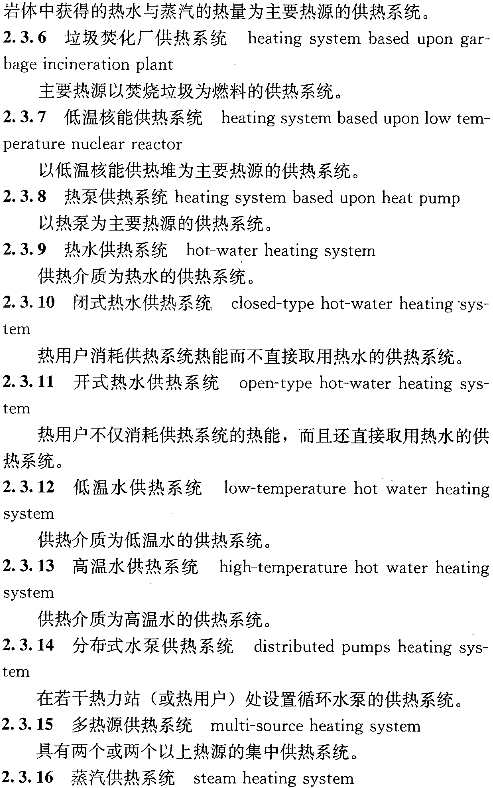 岩体中获得的热水与蒸汽的热量为主要热源的供热系统。
2.3.6 垃圾焚化厂供热系统 heating system based upon gar-
bage incineration plant
主要热源以焚烧垃圾为燃料的供热系统。
2.3.7 低温核能供热系统 heating system based upon low tem-
perature nuclear reactor
以低温核能供热堆为主要热源的供热系统。
2.3.8 热泵供热系统 heating system based upon heat pump
以热泵为主要热源的供热系统。
2.3.9 热水供热系统 hot-water heating system
供热介质为热水的供热系统。
2.3.10 闭式热水供热系统 closed-type hot-water heating sys-
tem
热用户消耗供热系统热能而不直接取用热水的供热系统。
2.3.11 开式热水供热系统 open-type hot-water heating sys-
tem
热用户不仅消耗供热系统的热能，而且还直接取用热水的供
热系统。
2.3.12 低温水供热系统 low-temperature hot water heating
system
供热介质为低温水的供热系统。
2.3.13 高温水供热系统 high-temperature hot water heating
system
供热介质为高温水的供热系统。
2.3.14 分布式水泵供热系统 distributed pumps heating sys-
tem
在若干热力站（或热用户）处设置循环水泵的供热系统。
2.3.15 多热源供热系统 multi-source heating system
具有两个或两个以上热源的集中供热系统。
2.3.16 蒸汽供热系统 steam heating system